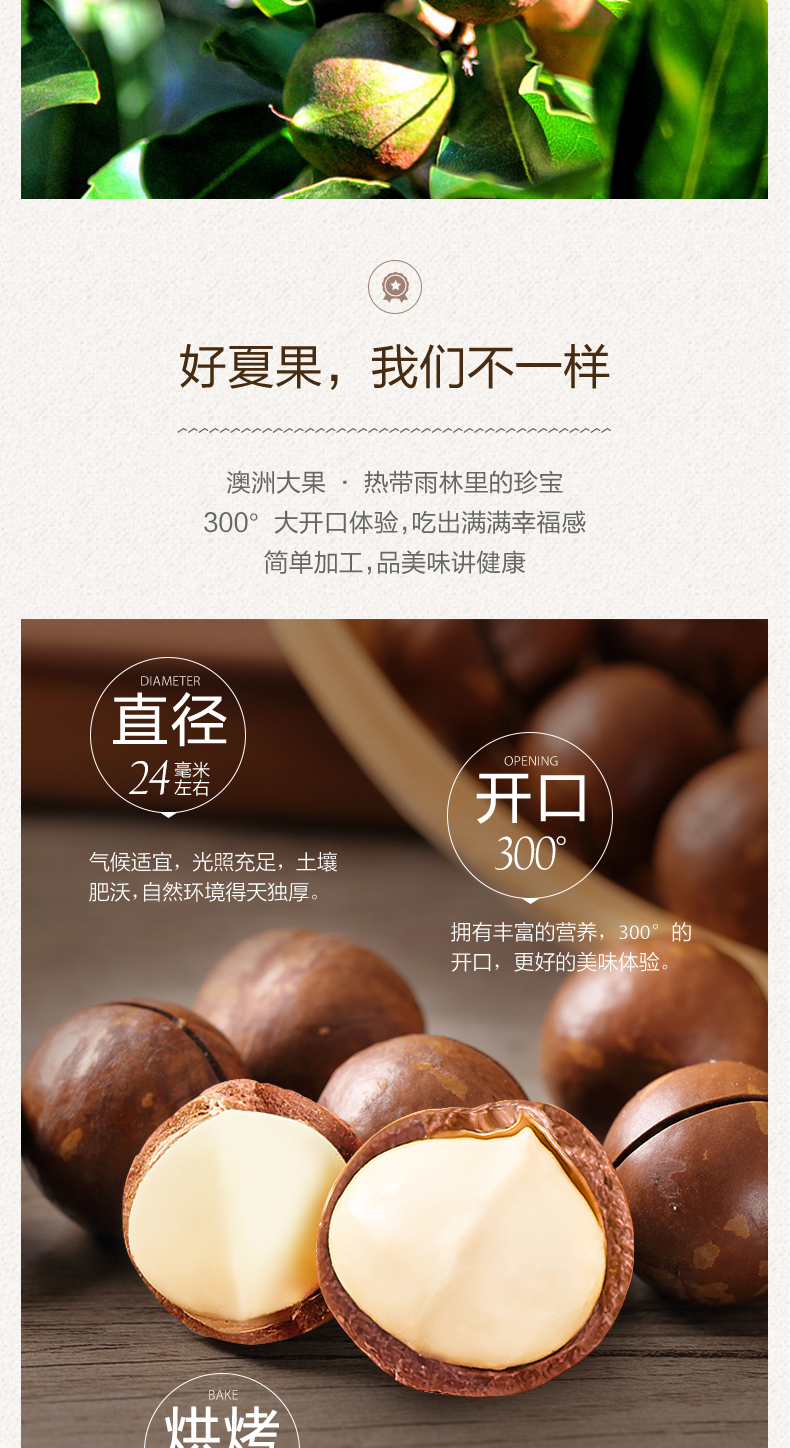 好夏果，我们不一样
澳洲大果 · 热带雨林里的珍宝
300° 大开口体验,吃出满满幸福感
简单加工,品美味讲健康
DIAMETER
直径
24 毫米
左右
气候适宜，光照充足，土壤
肥沃,自然环境得天独厚。
OPENING
开口
300°
拥有丰富的营养，300°的
开口，更好的美味体验。
BAKE
烘烤